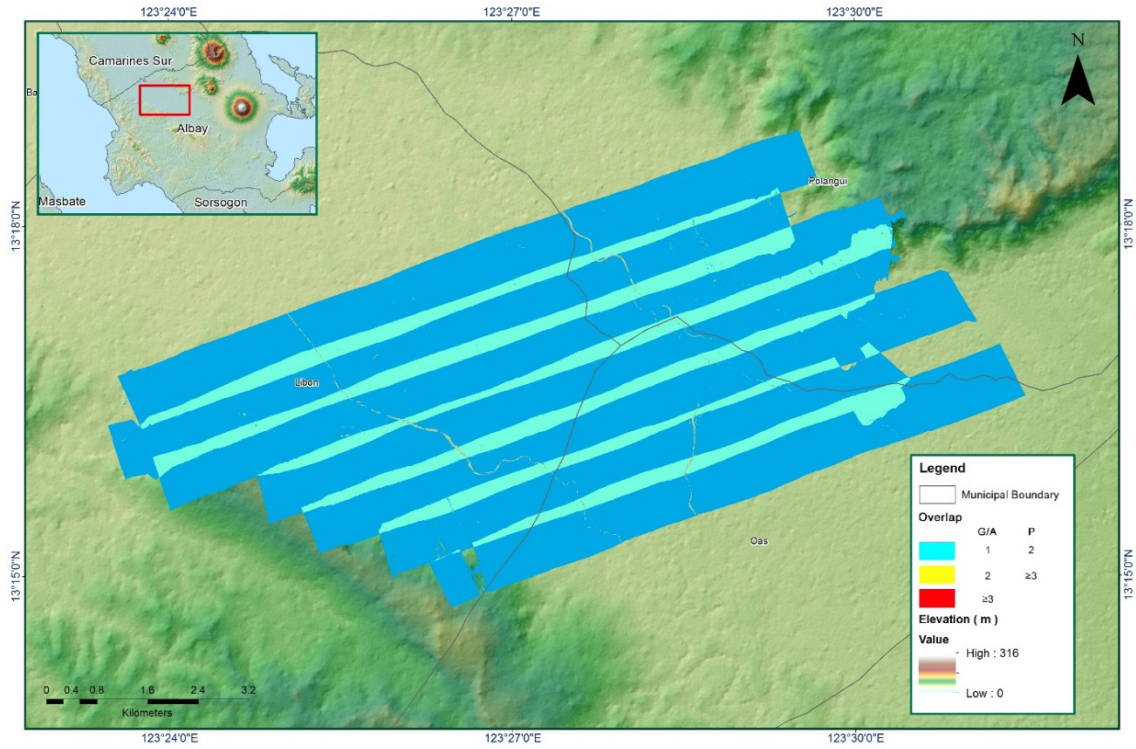 123°24'0"E 123°27'0"E 123°30'0"E
N
Camarines Sur
Ba
Albay
Masbate
Sorsogon
Polangui
13°18'0"N 13°18'0"N
Libon
Oas
13°15'0"N 13°15'0"N
Legend
Municipal Boundary
Overlap
G/A P
1 2
2 ≥3
≥3
Elevation ( m )
Value
High : 316
Low : 0
0 0.4 0.8 1.6 2.4 3.2
Kilometers
123°24'0"E 123°27'0"E 123°30'0"E